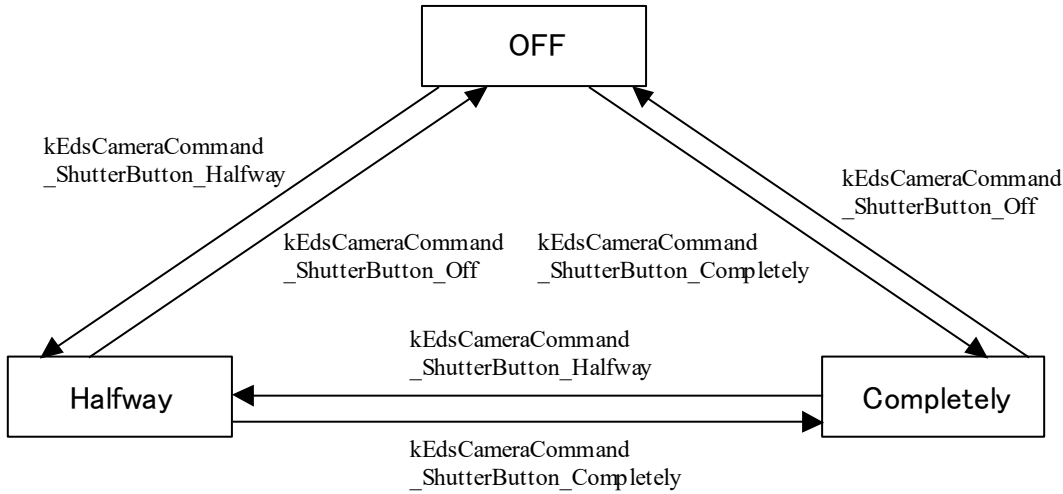 OFF
kEdsCameraCommand
_ShutterButton_Halfway
kEdsCameraCommand
_ShutterButton_Off
kEdsCameraCommand
_ShutterButton_Off
kEdsCameraCommand
_ShutterButton_Completely
kEdsCameraCommand
_ShutterButton_Halfway
Halfway
Completely
kEdsCameraCommand
_ShutterButton_Completely